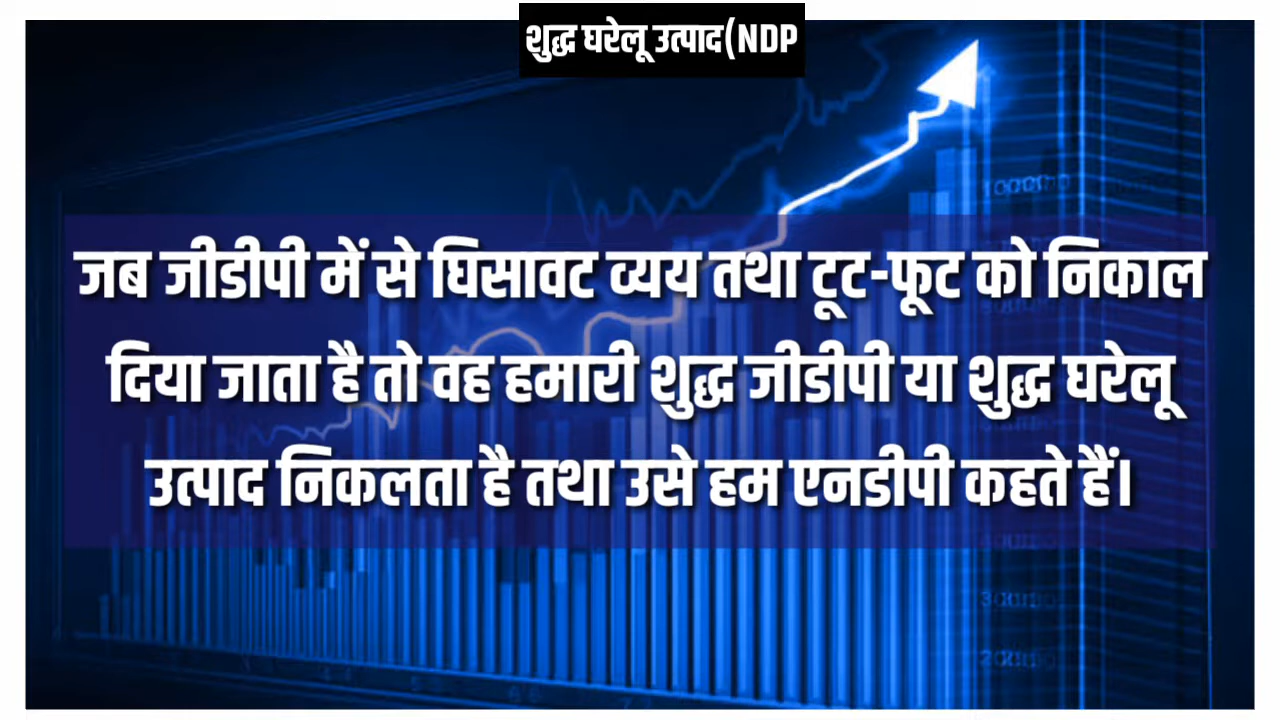 शुद्ध घरेलू उत्पाद(NDP
जब जीडीपी में से घिसावट व्यय तथा टूट-फूट को निकाल
दिया जाता है तो वह हमारी शुद्ध जीडीपी या शुद्ध घरेलू
उत्पाद निकलता है तथा उसे हम एनडीपी कहते हैं।